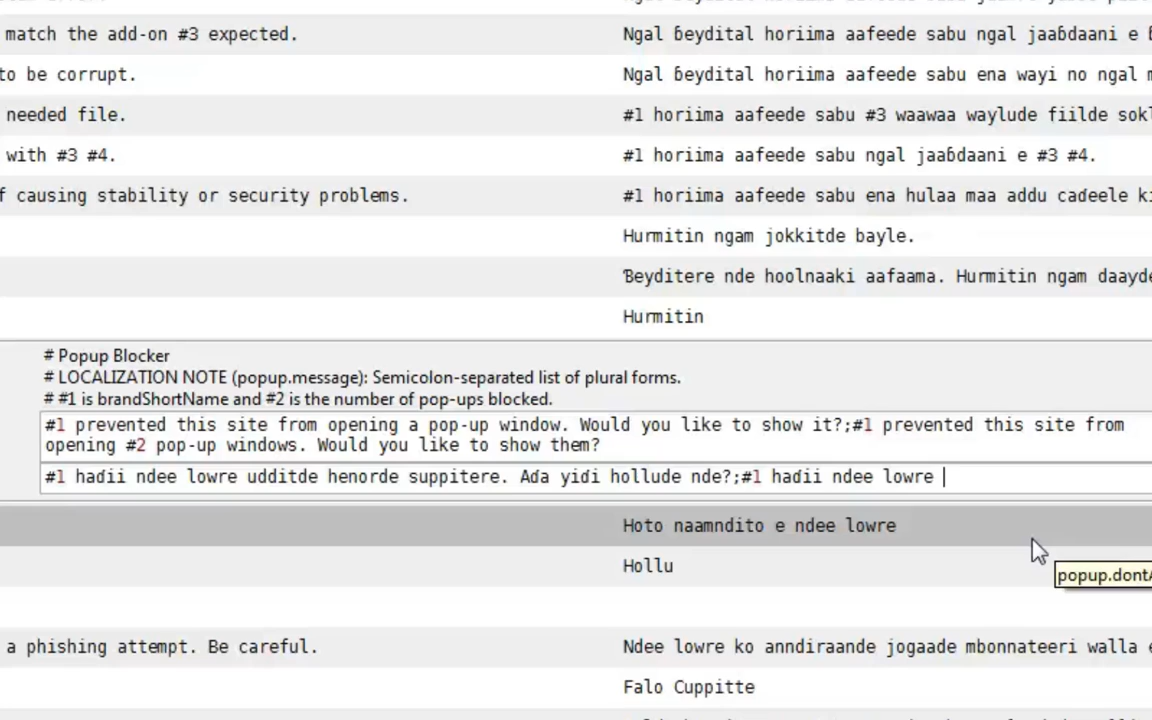 match the add-on #3 expected.
Ngal ɓeydital horiima aafeede sabu ngal jaaɓdaani e
to be corrupt.
Ngal ɓeydital horiima aafeede sabu ena wayi no ngal
needed file.
#1 horiima aafeede sabu #3 waawaa waylude fiilde
with #3 #4.
#1 horiima aafeede sabu ngal jaaɓdaani e #3 #4.
f causing stability or security problems.
#1 horiima aafeede sabu ena hulaa maa addu caɗeele
Hurmitin ngam jokkitde bayle.
Ɓeyditere nde hoolnaaki aafaama. Hurmitin ngam
Hurmitin
# Popup Blocker
# LOCALIZATION NOTE (popup.message): Semicolon-separated list of plural forms.
# #1 is brandShortName and #2 is the number of pop-ups blocked.
#1 prevented this site from opening a pop-up window. Would you like to show it?;#1 prevented this site from
opening #2 pop-up windows. Would you like to show them?
#1 haɗii ndee lowre udditde henorde suppitere. Aɗa yiɗi hollude nde?;#1 haɗii ndee lowre
Hoto naamndito e ndee lowre
Hollu
popup.dont
a phishing attempt. Be careful.
Ndee lowre ko anndiraande jogaade mbonnateeri walla
Falo Cuppitte